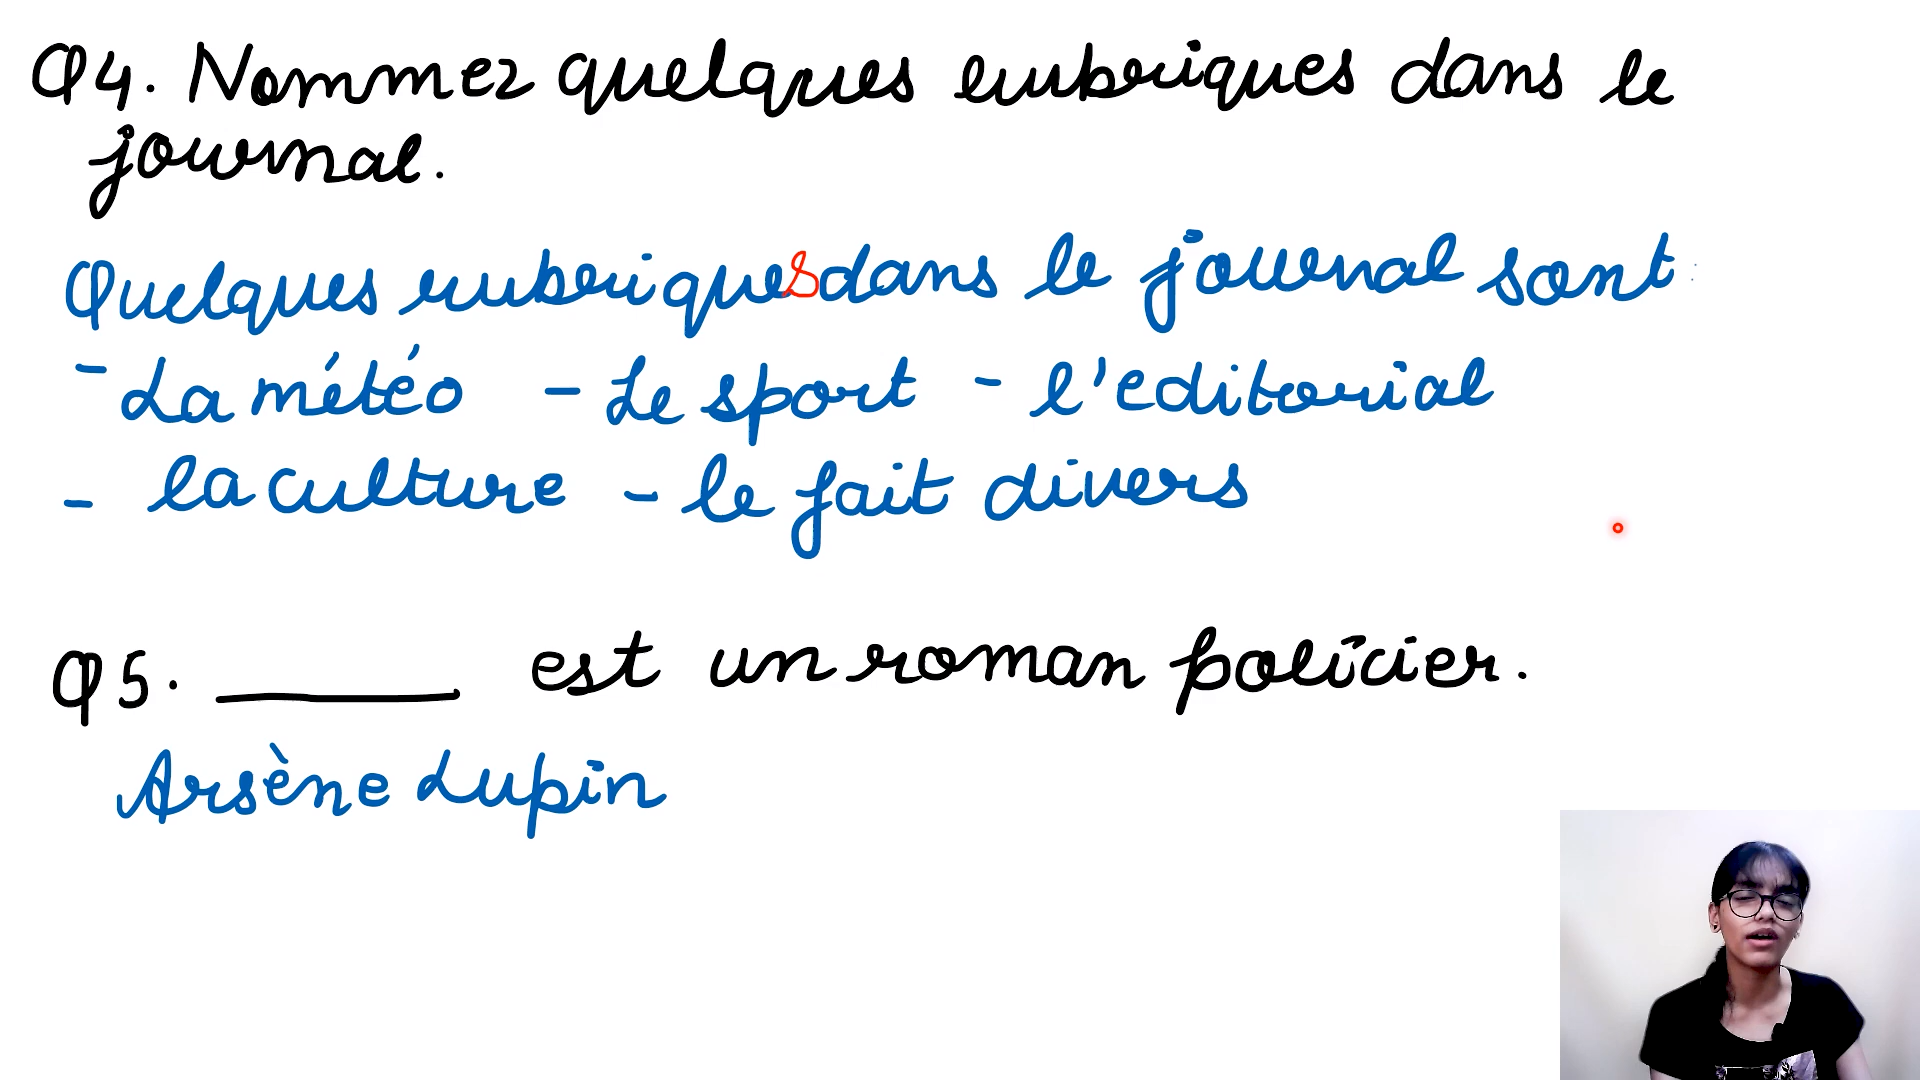 Q4. Nommez quelques rubriques dans le
journal.
Quelques rubriques dans le journal sont
- La météo - Le sport - l'editorial
- la culture - le fait divers
Q5. ______ est un roman policier.
Arsène Lupin